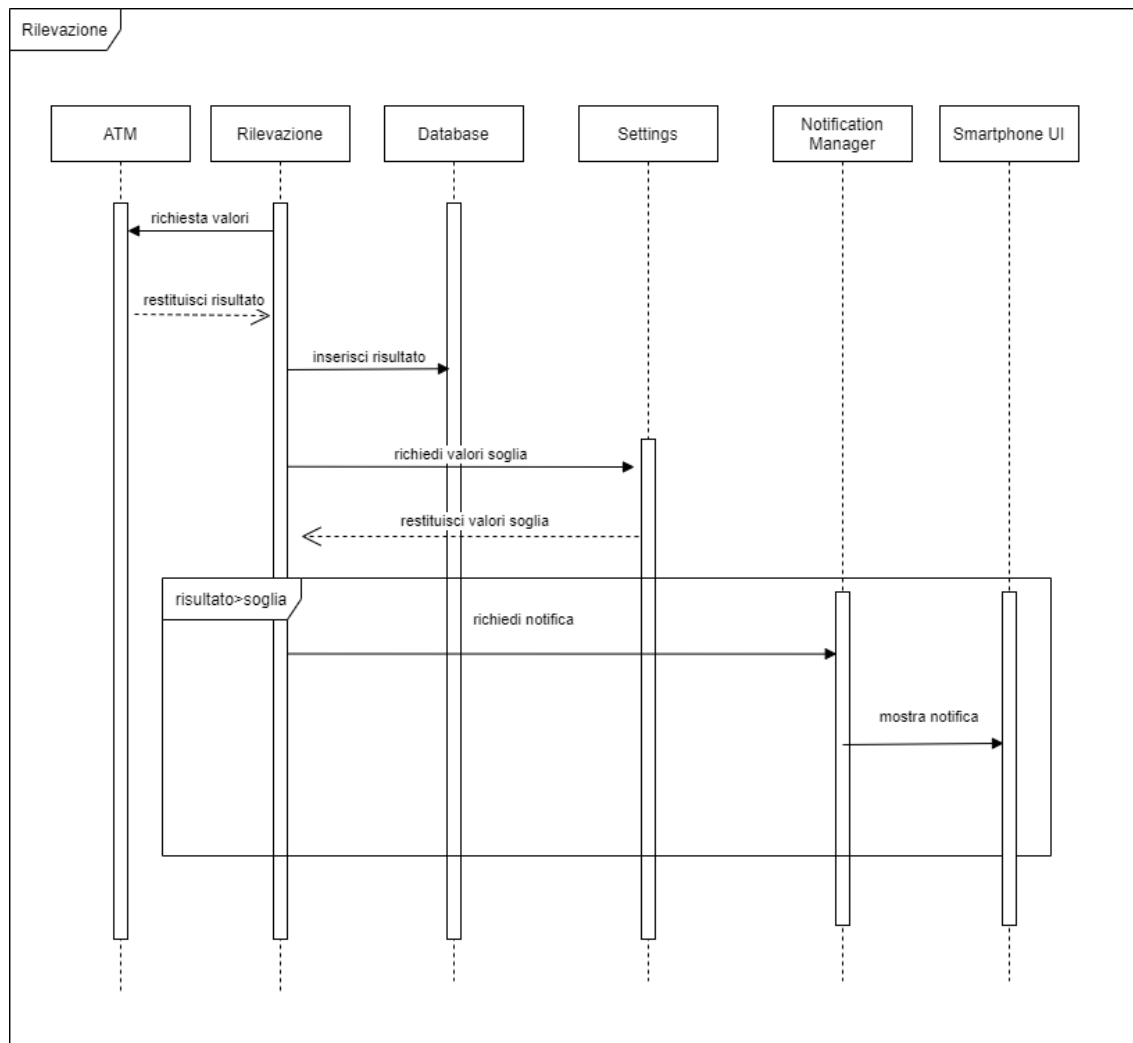 Rilevazione
ATM
Rilevazione
Database
Settings
Notification
Manager
Smartphone UI
richiesta valori
restituisci risultato
inserisci risultato
richiedi valori soglia
restituisci valori soglia
risultato>soglia
richiedi notifica
mostra notifica